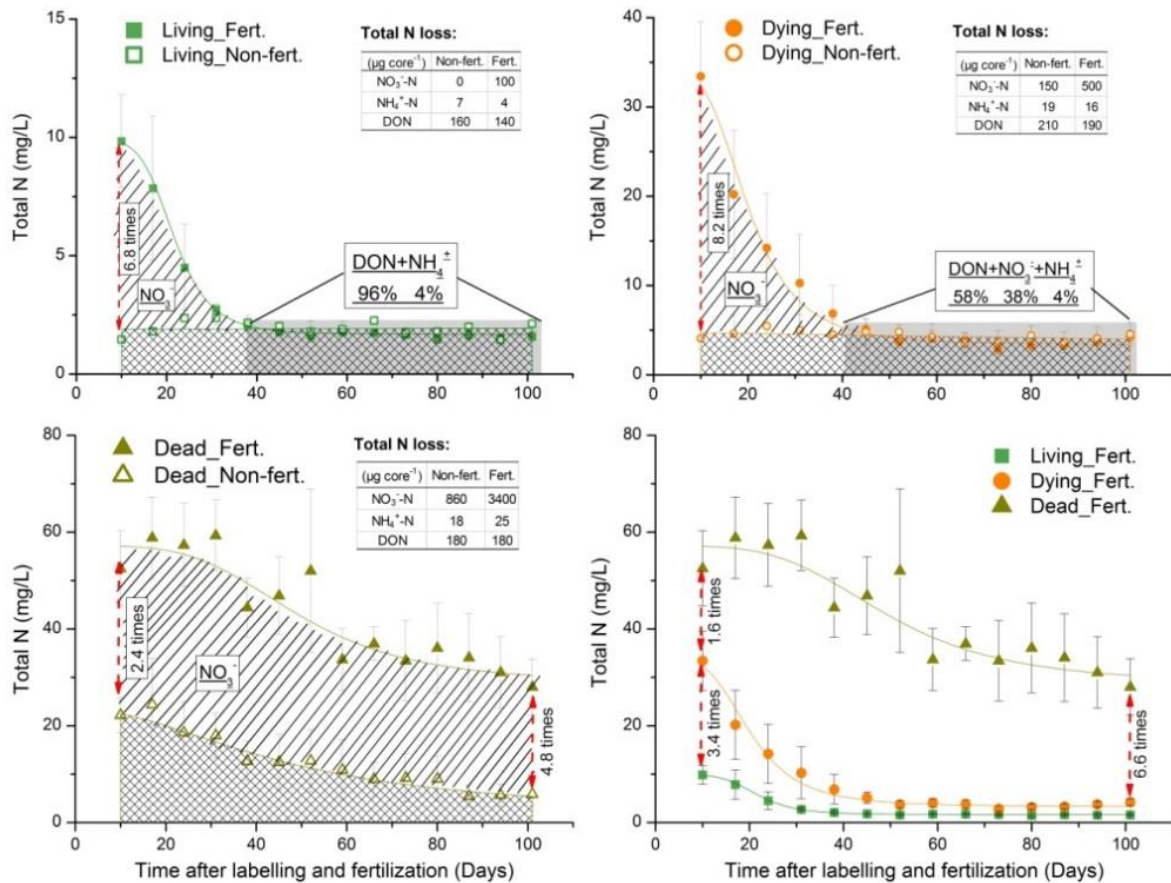 Living_Fert.
Living_Non-fert.
Total N loss:
(µg core⁻¹) Non-fert. Fert.
NO₃⁻-N 0 100
NH₄⁺-N 7 4
DON 160 140
15
10
5
0
Total N (mg/L)
6.8 times
NO₃⁻
DON+NH₄⁺
96% 4%
0 20 40 60 80 100
Dying_Fert.
Dying_Non-fert.
Total N loss:
(µg core⁻¹) Non-fert. Fert.
NO₃⁻-N 150 500
NH₄⁺-N 19 16
DON 210 190
40
30
20
10
0
Total N (mg/L)
8.2 times
NO₃⁻
DON+NO₃⁻+NH₄⁺
58% 38% 4%
0 20 40 60 80 100
Dead_Fert.
Dead_Non-fert.
Total N loss:
(µg core⁻¹) Non-fert. Fert.
NO₃⁻-N 860 3400
NH₄⁺-N 18 25
DON 180 180
80
60
40
20
0
Total N (mg/L)
2.4 times
NO₃⁻
4.8 times
0 20 40 60 80 100
Time after labelling and fertilization (Days)
Living_Fert.
Dying_Fert.
Dead_Fert.
80
60
40
20
0
Total N (mg/L)
1.6 times
3.4 times
6.6 times
0 20 40 60 80 100
Time after labelling and fertilization (Days)